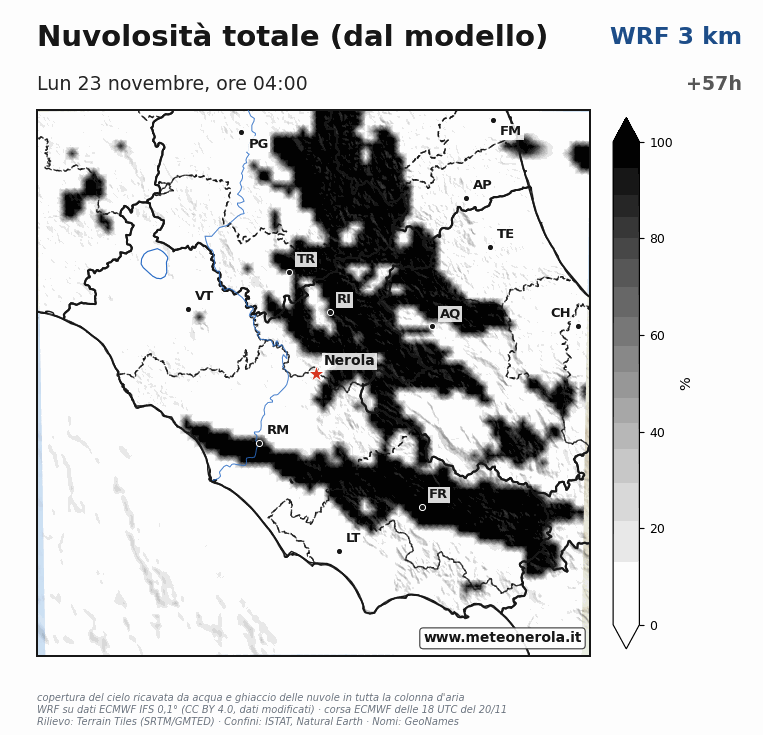 Nuvolosità totale (dal modello)
WRF 3 km
Lun 23 novembre, ore 04:00
+57h
FM
PG
AP
TE
TR
VT
RI
AQ
CH
Nerola
RM
FR
LT
www.meteonerola.it
100
80
60
40
20
0
%
copertura del cielo ricavata da acqua e ghiaccio delle nuvole in tutta la colonna d'aria
WRF su dati ECMWF IFS 0,1° (CC BY 4.0, dati modificati) · corsa ECMWF delle 18 UTC del 20/11
Rilievo: Terrain Tiles (SRTM/GMTED) · Confini: ISTAT, Natural Earth · Nomi: GeoNames